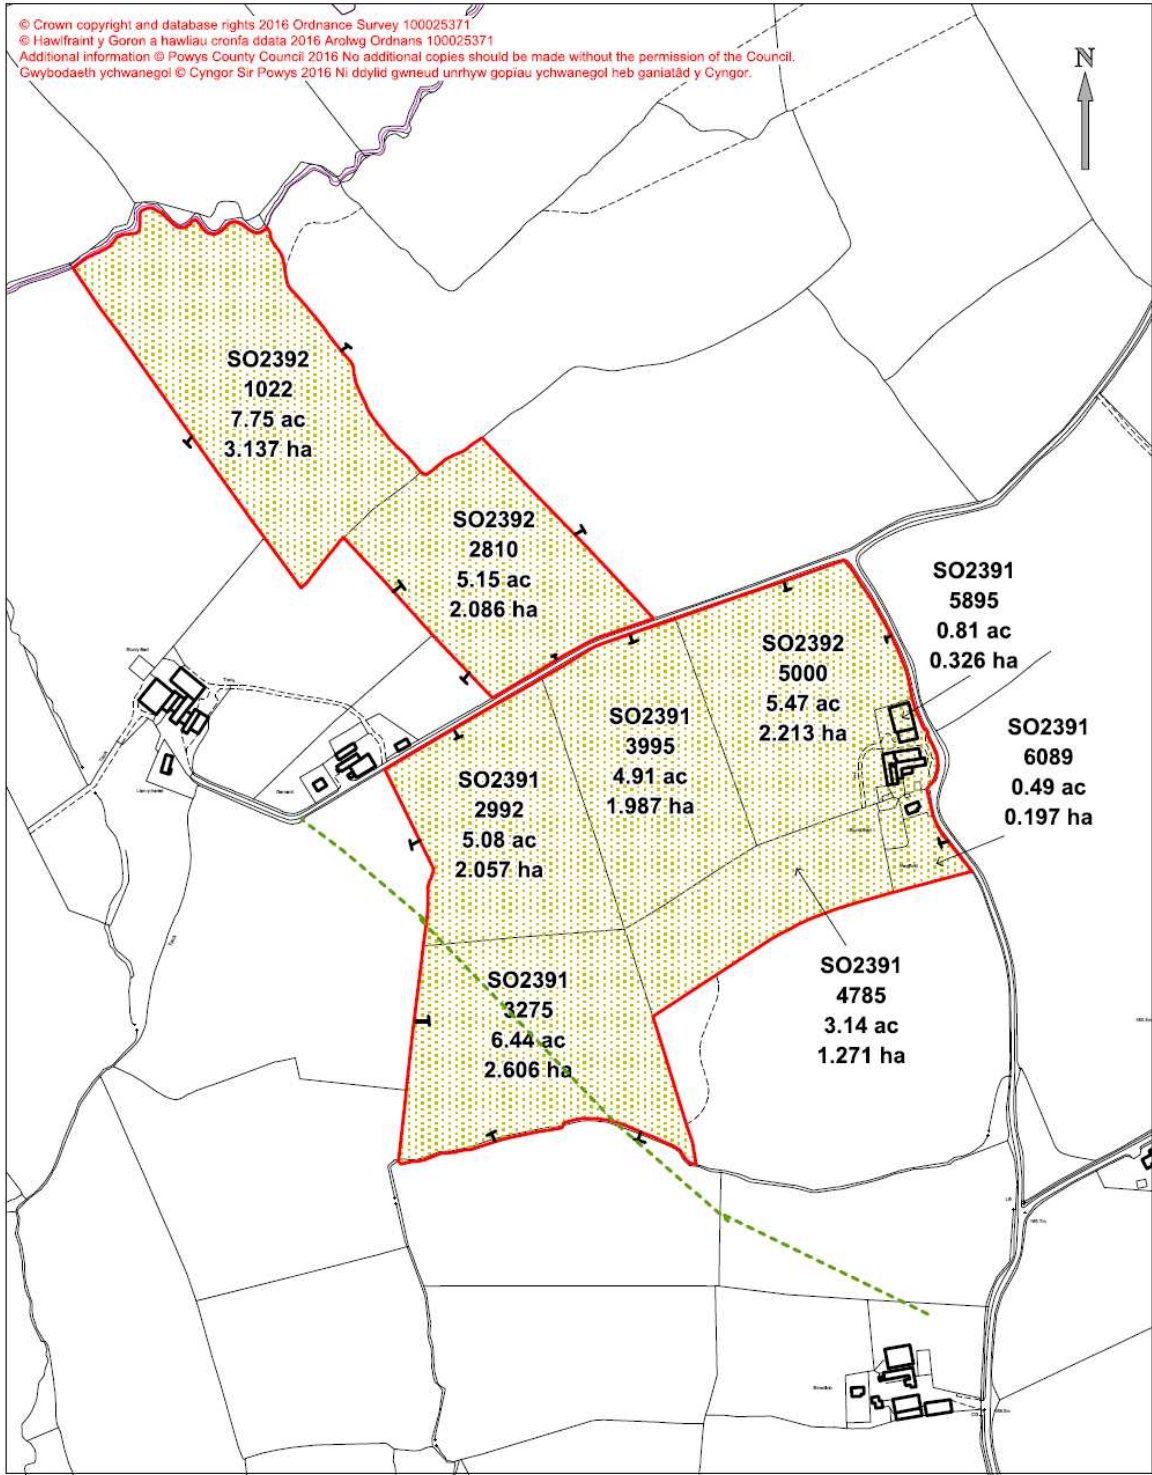 © Crown copyright and database rights 2016 Ordnance Survey 100025371
© Hawlfraint y Goron a hawliau cronfa ddata 2016 Arolwg Ordnans 100025371
Additional information © Powys County Council 2016 No additional copies should be made without the permission of the Council.
Gwybodaeth ychwanegol © Cyngor Sir Powys 2016 Ni ddylid gwneud unrhyw gopïau ychwanegol heb ganiatâd y Cyngor.
N
SO2392
1022
7.75 ac
3.137 ha
SO2392
2810
5.15 ac
2.086 ha
SO2391
5895
0.81 ac
0.326 ha
SO2392
5000
5.47 ac
2.213 ha
SO2391
3995
4.91 ac
1.987 ha
SO2391
6089
0.49 ac
0.197 ha
SO2391
2992
5.08 ac
2.057 ha
SO2391
4785
3.14 ac
1.271 ha
SO2391
3275
6.44 ac
2.606 ha
Track
Track